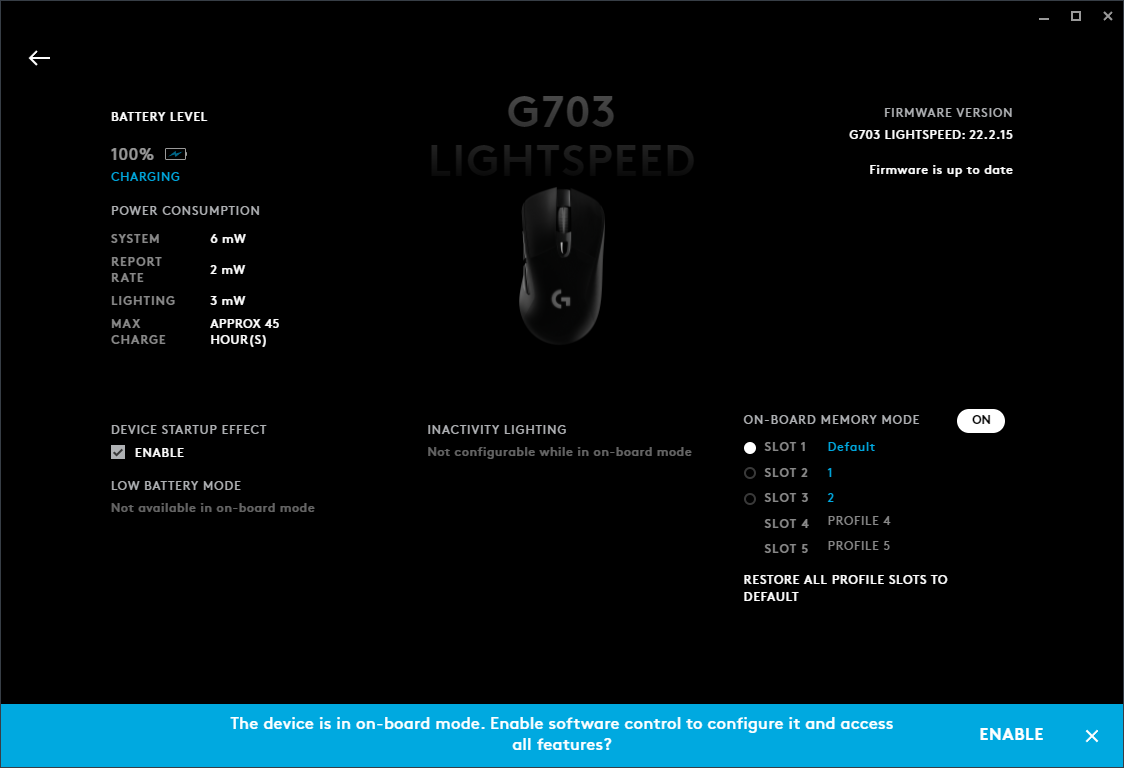 G703
LIGHTSPEED
BATTERY LEVEL
100%
CHARGING
POWER CONSUMPTION
SYSTEM 6 mW
REPORT
RATE 2 mW
LIGHTING 3 mW
MAX APPROX 45
CHARGE HOUR(S)
FIRMWARE VERSION
G703 LIGHTSPEED: 22.2.15
Firmware is up to date
DEVICE STARTUP EFFECT
ENABLE
LOW BATTERY MODE
Not available in on-board mode
INACTIVITY LIGHTING
Not configurable while in on-board mode
ON-BOARD MEMORY MODE ON
SLOT 1 Default
SLOT 2 1
SLOT 3 2
SLOT 4 PROFILE 4
SLOT 5 PROFILE 5
RESTORE ALL PROFILE SLOTS TO
DEFAULT
The device is in on-board mode. Enable software control to configure it and access
all features?
ENABLE